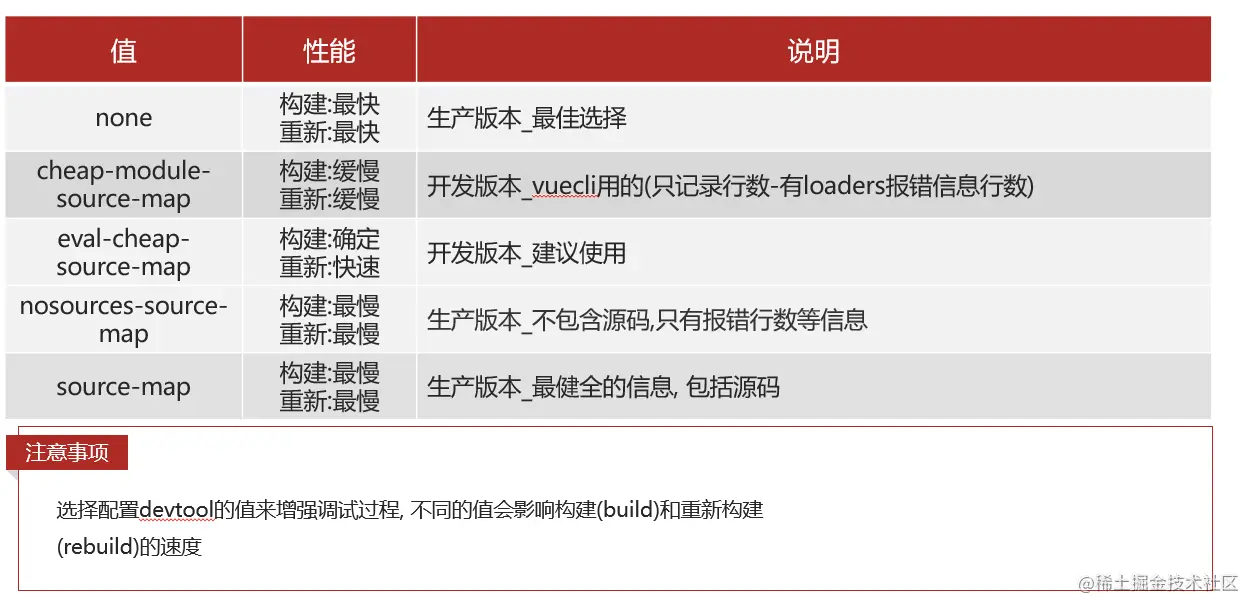 值 性能 说明
构建:最快
none 生产版本_最佳选择
重新:最快
cheap-module- 构建:缓慢
开发版本_vuecli用的(只记录行数-有loaders报错信息行数)
source-map 重新:缓慢
eval-cheap- 构建:确定
开发版本_建议使用
source-map 重新:快速
nosources-source- 构建:最慢
生产版本_不包含源码,只有报错行数等信息
map 重新:最慢
构建:最慢
source-map 生产版本_最健全的信息, 包括源码
重新:最慢
注意事项
选择配置devtool的值来增强调试过程, 不同的值会影响构建(build)和重新构建
(rebuild)的速度
@稀土掘金技术社区